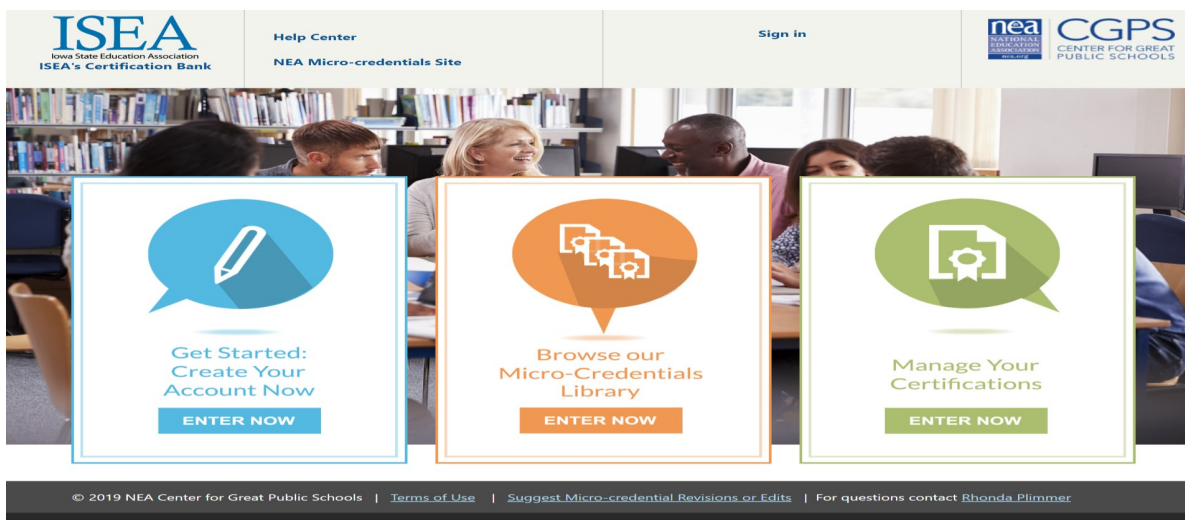 ISEA
Iowa State Education Association
ISEA's Certification Bank
Help Center
NEA Micro-credentials Site
Sign in
nea
NATIONAL
EDUCATION
ASSOCIATION
nea.org
CGPS
CENTER FOR GREAT
PUBLIC SCHOOLS
Get Started:
Create Your
Account Now
ENTER NOW
Browse our
Micro-Credentials
Library
ENTER NOW
Manage Your
Certifications
ENTER NOW
© 2019 NEA Center for Great Public Schools | Terms of Use | Suggest Micro-credential Revisions or Edits | For questions contact Rhonda Plimmer